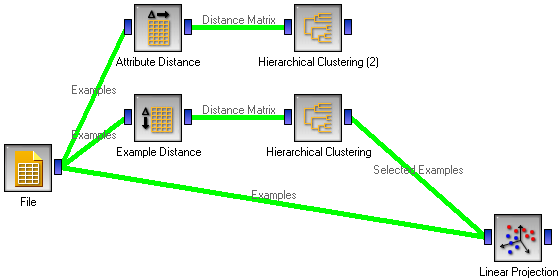 Distance Matrix
Attribute Distance
Hierarchical Clustering (2)
Examples
Distance Matrix
Examples
Example Distance
Hierarchical Clustering
Selected Examples
Examples
File
Linear Projection